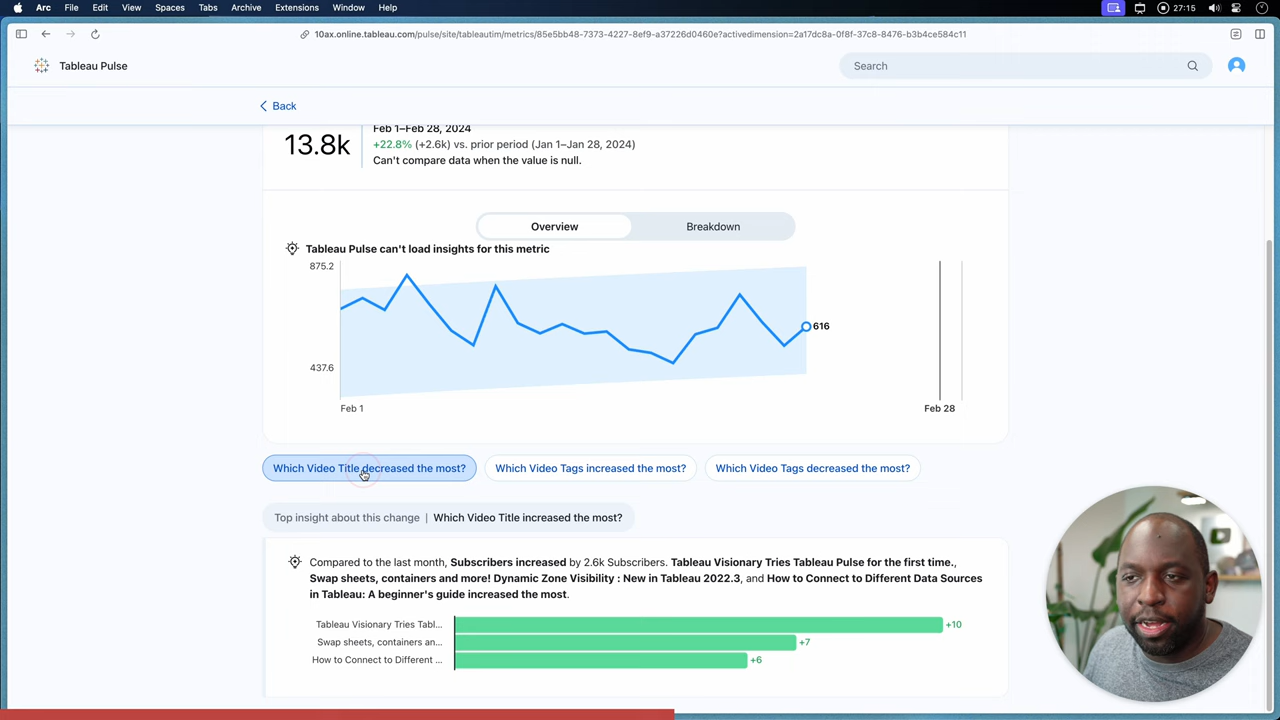 Arc File Edit View Spaces Tabs Archive Extensions Window Help 27:15
10ax.online.tableau.com/pulse/site/tableautim/metrics/85e5bb48-7373-4227-8ef9-a37226d0460e?activedimension=2a17dc8a-0f8f-37c8-8476-b3b4ce584c11
Tableau Pulse Search
Back
13.8k
Feb 1–Feb 28, 2024
+22.8% (+2.6k) vs. prior period (Jan 1–Jan 28, 2024)
Can't compare data when the value is null.
Overview Breakdown
Tableau Pulse can't load insights for this metric
875.2
616
437.6
Feb 1 Feb 28
Which Video Title decreased the most? Which Video Tags increased the most? Which Video Tags decreased the most?
Top insight about this change | Which Video Title increased the most?
Compared to the last month, Subscribers increased by 2.6k Subscribers. Tableau Visionary Tries Tableau Pulse for the first time.,
Swap sheets, containers and more! Dynamic Zone Visibility : New in Tableau 2022.3, and How to Connect to Different Data Sources
in Tableau: A beginner's guide increased the most.
Tableau Visionary Tries Tabl... +10
Swap sheets, containers an... +7
How to Connect to Different ... +6